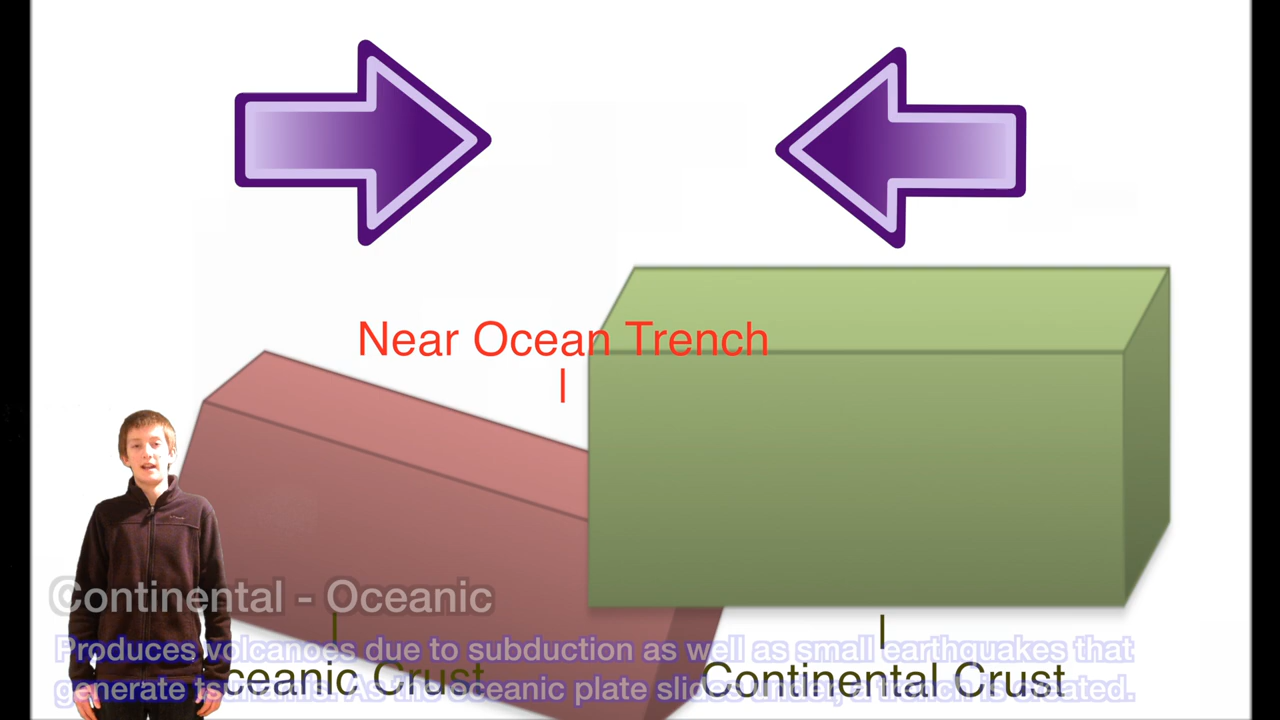 Near Ocean Trench
Continental - Oceanic
Produces volcanoes due to subduction as well as small earthquakes that
generate tsunamis. As the oceanic plate slides under, a trench is created.
Oceanic Crust
Continental Crust